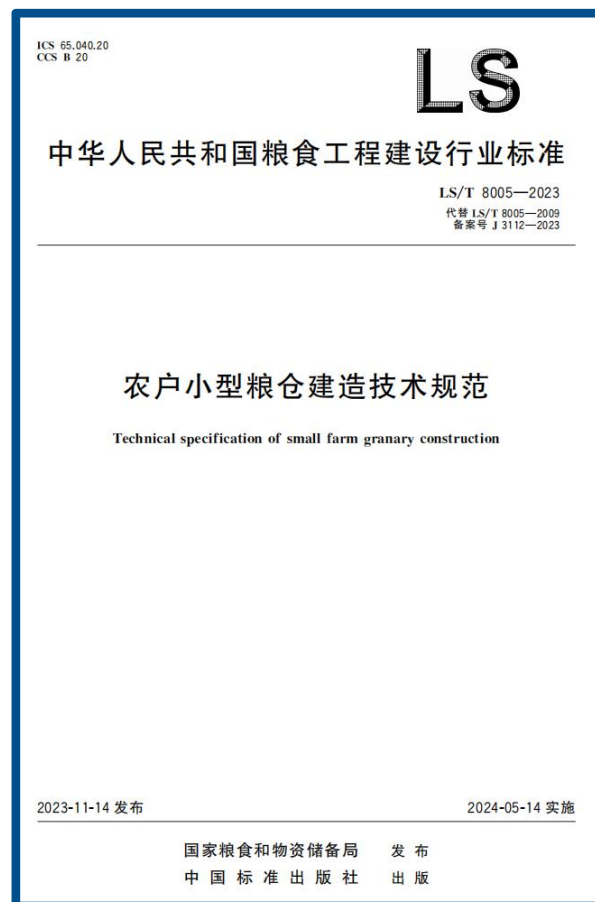 ICS 65.040.20
CCS B 20
LS
中华人民共和国粮食工程建设行业标准
LS/T 8005—2023
代替 LS/T 8005—2009
备案号 J 3112—2023
农户小型粮仓建造技术规范
Technical specification of small farm granary construction
2023-11-14 发布 2024-05-14 实施
国家粮食和物资储备局 发布
中国标准出版社 出版